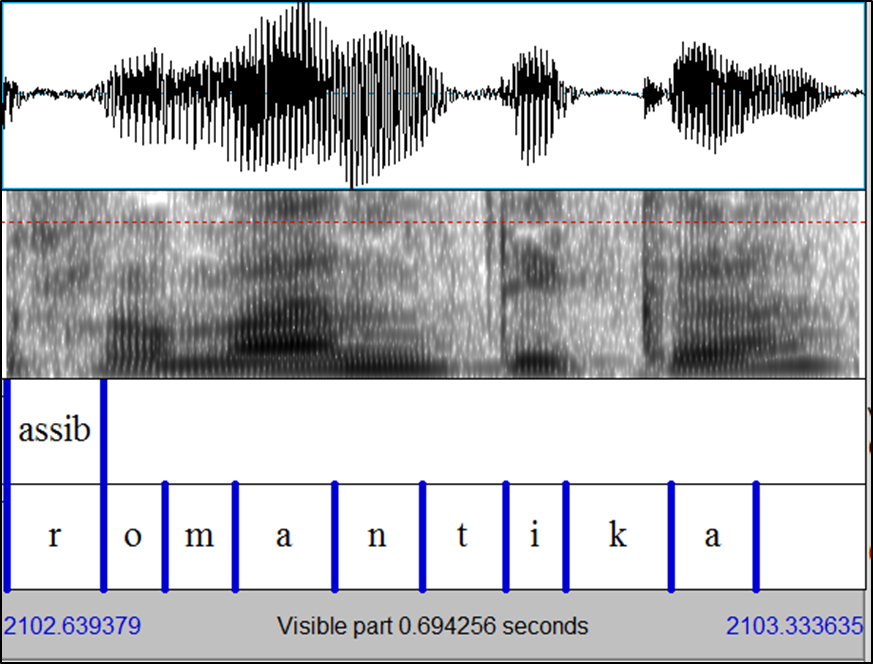 assib
r o m a n t i k a
2102.639379 Visible part 0.694256 seconds 2103.333635